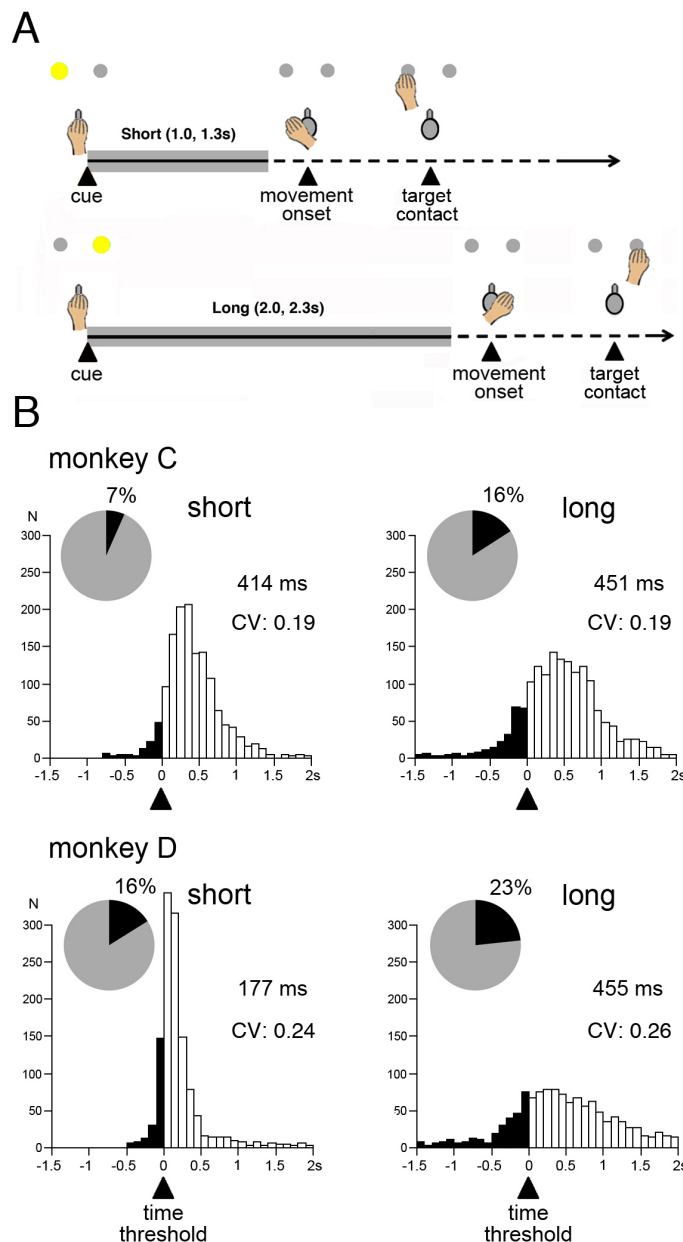 A
Short (1.0, 1.3s)
cue
movement
onset
target
contact
Long (2.0, 2.3s)
cue
movement
onset
target
contact
B
monkey C
7%
short
16%
long
N
300
250
200
150
100
50
0
414 ms
CV: 0.19
-1.5 -1 -0.5 0 0.5 1 1.5 2s
300
250
200
150
100
50
0
451 ms
CV: 0.19
-1.5 -1 -0.5 0 0.5 1 1.5 2s
monkey D
16%
short
23%
long
N
300
250
200
150
100
50
0
177 ms
CV: 0.24
-1.5 -1 -0.5 0 0.5 1 1.5 2s
time
threshold
300
250
200
150
100
50
0
455 ms
CV: 0.26
-1.5 -1 -0.5 0 0.5 1 1.5 2s
time
threshold